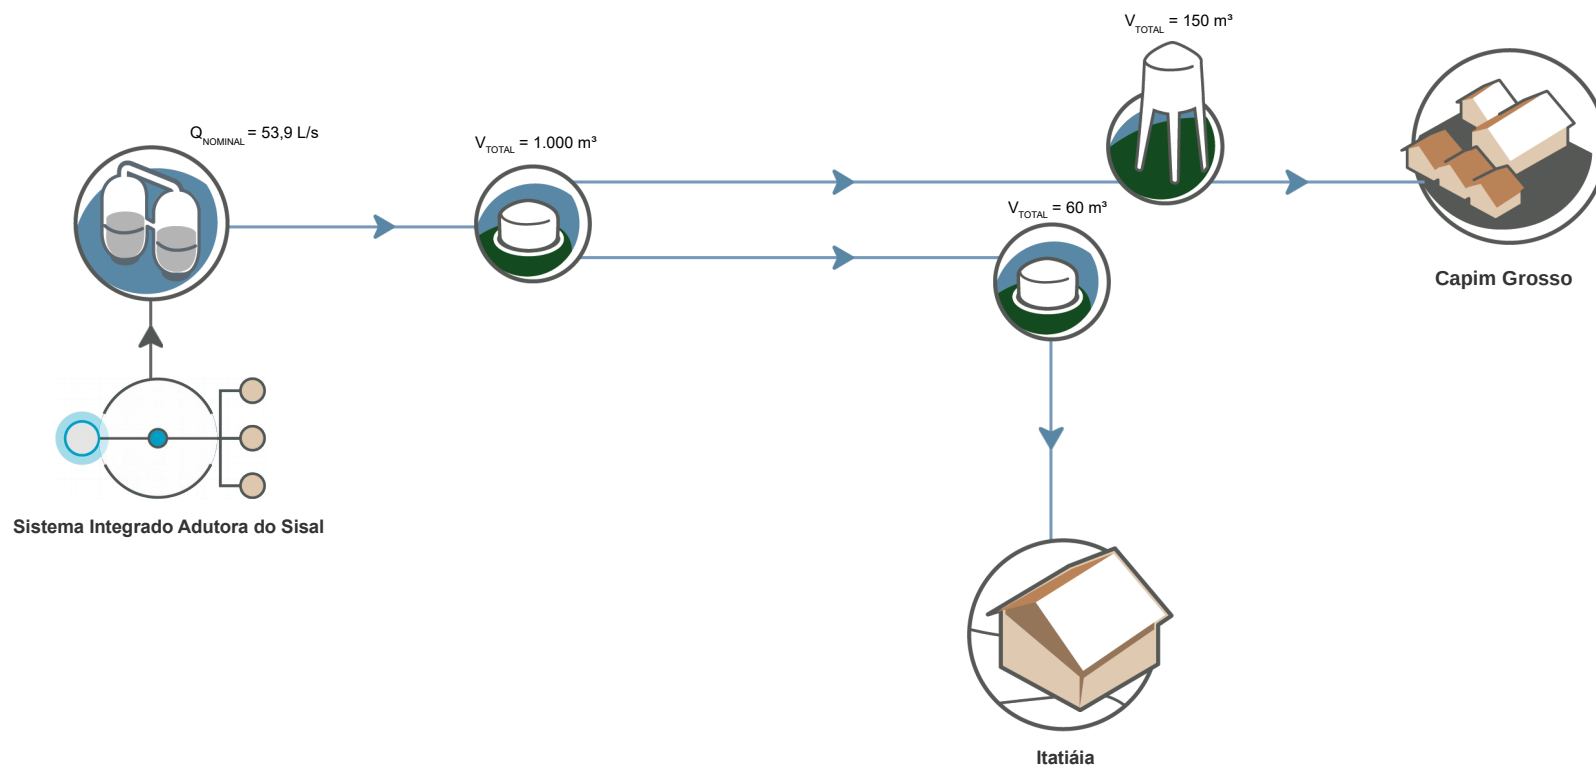 V_TOTAL = 150 m³
Q_NOMINAL = 53,9 L/s
V_TOTAL = 1.000 m³
V_TOTAL = 60 m³
Capim Grosso
Sistema Integrado Adutora do Sisal
Itatiáia